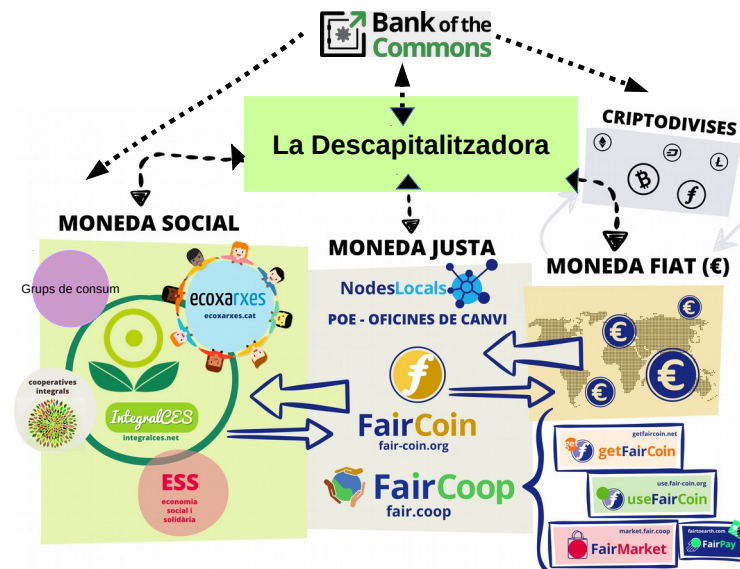 Bank of the
Commons
La Descapitalitzadora
CRIPTODIVISES
MONEDA SOCIAL
MONEDA JUSTA
MONEDA FIAT (€)
Grups de consum
ecoxarxes
ecoxarxes.cat
NodesLocals
POE - OFICINES DE CANVI
cooperatives
integrals
IntegralCES
integralces.net
FairCoin
fair-coin.org
ESS
economia
social i
solidària
FairCoop
fair.coop
getfaircoin.net
getFairCoin
use.fair-coin.org
useFairCoin
market.fair.coop
FairMarket
fairtoearth.com
FairPay